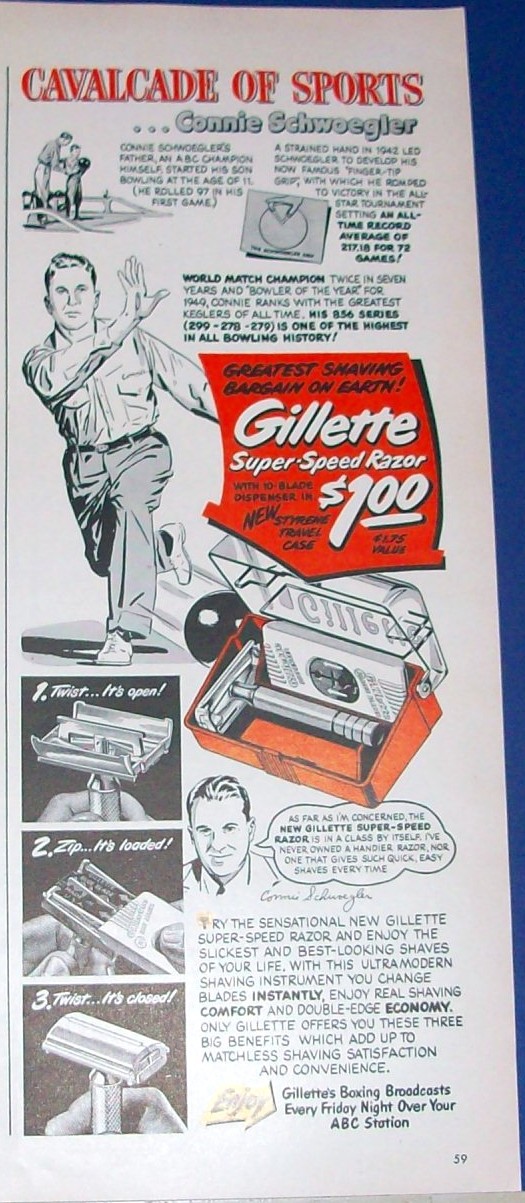 CAVALCADE OF SPORTS
... Connie Schwoegler
CONNIE SCHWOEGLER'S
FATHER, AN ABC CHAMPION
HIMSELF, STARTED HIS SON
BOWLING AT THE AGE OF 11.
(HE ROLLED 97 IN HIS
FIRST GAME.)
A STRAINED HAND IN 1942 LED
SCHWOEGLER TO DEVELOP HIS
NOW FAMOUS "FINGER-TIP
GRIP", WITH WHICH HE ROMPED
TO VICTORY IN THE ALL-
STAR TOURNAMENT
SETTING AN ALL-
TIME RECORD
AVERAGE OF
217.18 FOR 72
GAMES!
THE SCHWOEGLER GRIP
WORLD MATCH CHAMPION TWICE IN SEVEN
YEARS AND "BOWLER OF THE YEAR" FOR
1949, CONNIE RANKS WITH THE GREATEST
KEGLERS OF ALL TIME. HIS 856 SERIES
(299-278-279) IS ONE OF THE HIGHEST
IN ALL BOWLING HISTORY!
GREATEST SHAVING
BARGAIN ON EARTH!
Gillette
Super-Speed Razor
WITH 10-BLADE
DISPENSER IN
NEW STYRENE
TRAVEL
CASE
$1.00
$1.75
VALUE
Gillette
1. Twist... It's open!
2. Zip... It's loaded!
3. Twist... It's closed!
AS FAR AS I'M CONCERNED, THE
NEW GILLETTE SUPER-SPEED
RAZOR IS IN A CLASS BY ITSELF. I'VE
NEVER OWNED A HANDIER RAZOR, NOR
ONE THAT GIVES SUCH QUICK, EASY
SHAVES EVERY TIME
Connie Schwoegler
TRY THE SENSATIONAL NEW GILLETTE
SUPER-SPEED RAZOR AND ENJOY THE
SLICKEST AND BEST-LOOKING SHAVES
OF YOUR LIFE. WITH THIS ULTRAMODERN
SHAVING INSTRUMENT YOU CHANGE
BLADES INSTANTLY, ENJOY REAL SHAVING
COMFORT AND DOUBLE-EDGE ECONOMY.
ONLY GILLETTE OFFERS YOU THESE THREE
BIG BENEFITS WHICH ADD UP TO
MATCHLESS SHAVING SATISFACTION
AND CONVENIENCE.
Enjoy
Gillette's Boxing Broadcasts
Every Friday Night Over Your
ABC Station
59